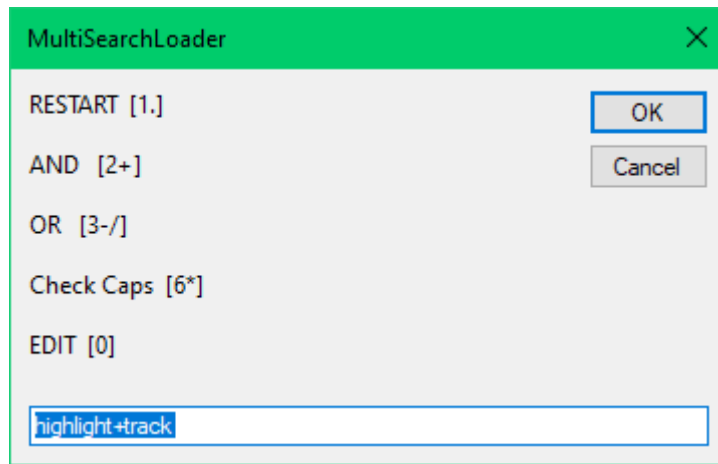 MultiSearchLoader
RESTART [1.]
OK
AND [2+]
Cancel
OR [3-/]
Check Caps [6*]
EDIT [0]
highlight+track